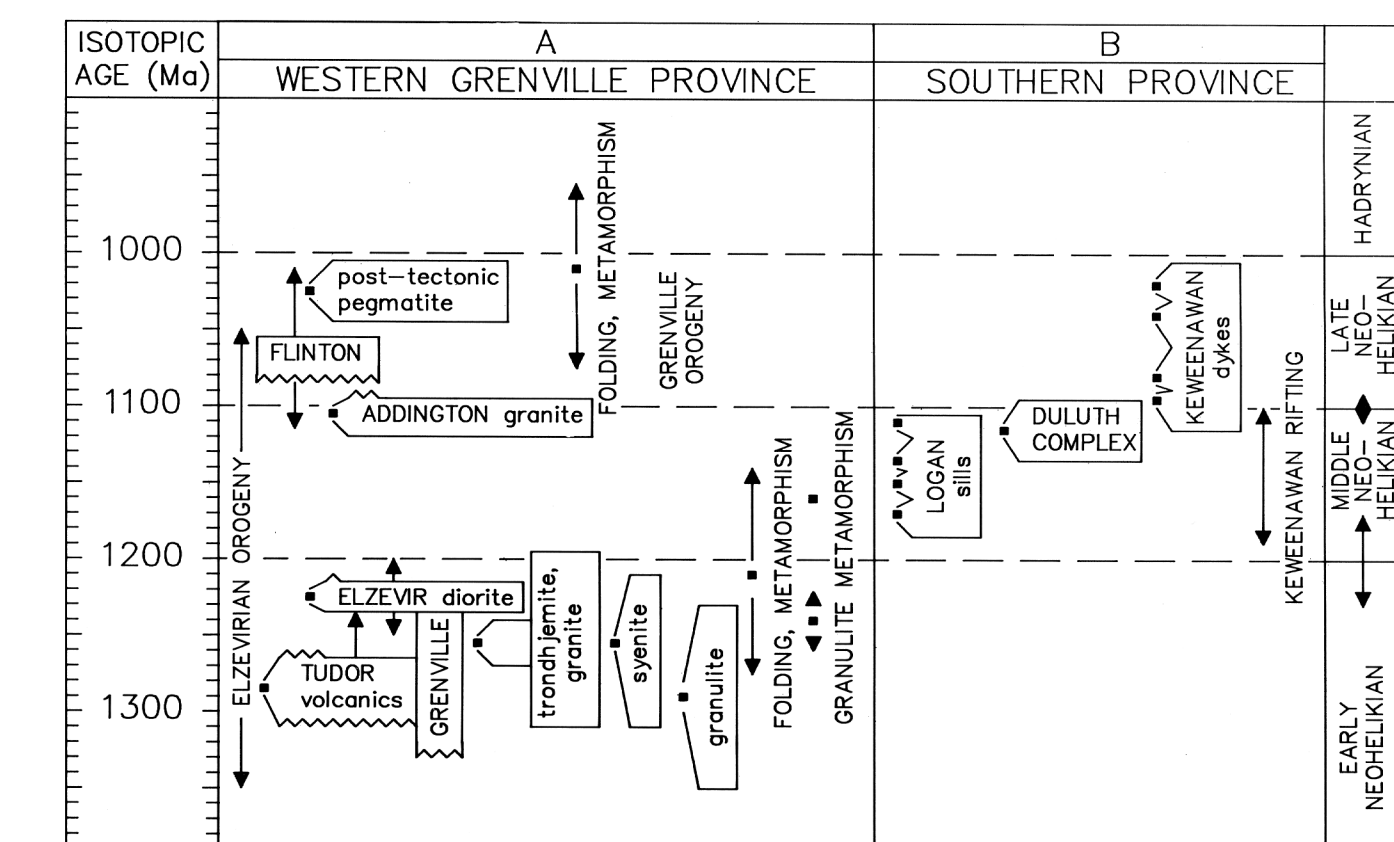 ISOTOPIC
AGE (Ma)
A
WESTERN GRENVILLE PROVINCE
B
SOUTHERN PROVINCE
1000
1100
1200
1300
ELZEVIRIAN OROGENY
post-tectonic
pegmatite
FLINTON
ADDINGTON granite
ELZEVIR diorite
TUDOR
volcanics
GRENVILLE
trondhjemite,
granite
syenite
granulite
FOLDING, METAMORPHISM
GRENVILLE
OROGENY
FOLDING, METAMORPHISM
GRANULITE METAMORPHISM
LOGAN
sills
DULUTH
COMPLEX
KEWEENAWAN
dykes
KEWEENAWAN RIFTING
HADRYNIAN
LATE
NEO-
HELIKIAN
MIDDLE
NEO-
HELIKIAN
EARLY
NEOHELIKIAN